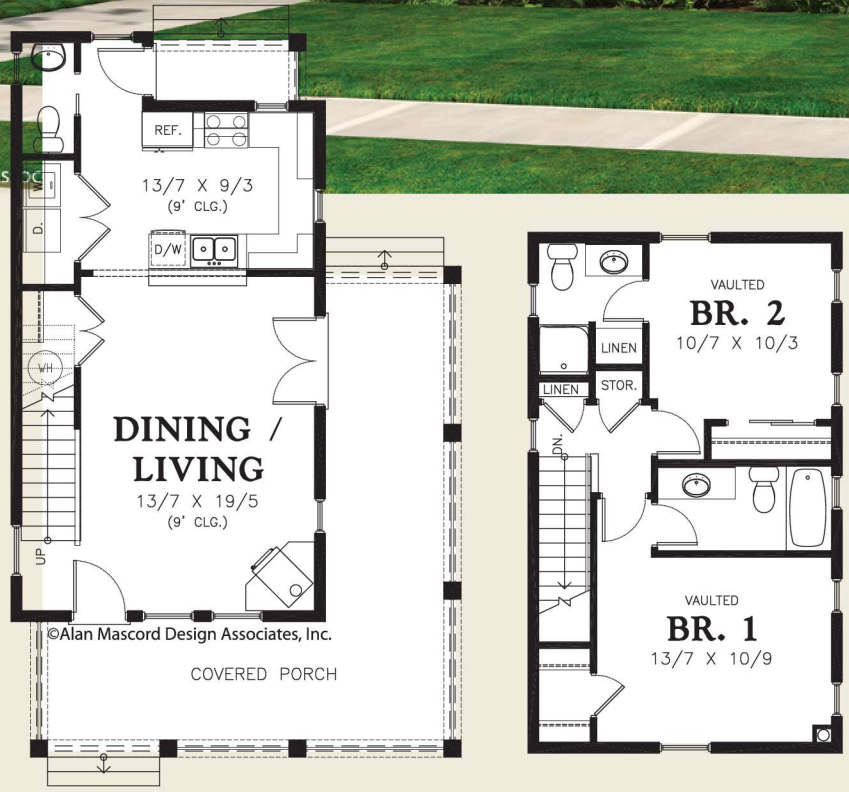 REF.
W.
D.
13/7 X 9/3
(9' CLG.)
D/W
WH
DINING /
LIVING
13/7 X 19/5
(9' CLG.)
UP
©Alan Mascord Design Associates, Inc.
COVERED PORCH
VAULTED
BR. 2
10/7 X 10/3
LINEN
LINEN
STOR.
DN.
VAULTED
BR. 1
13/7 X 10/9